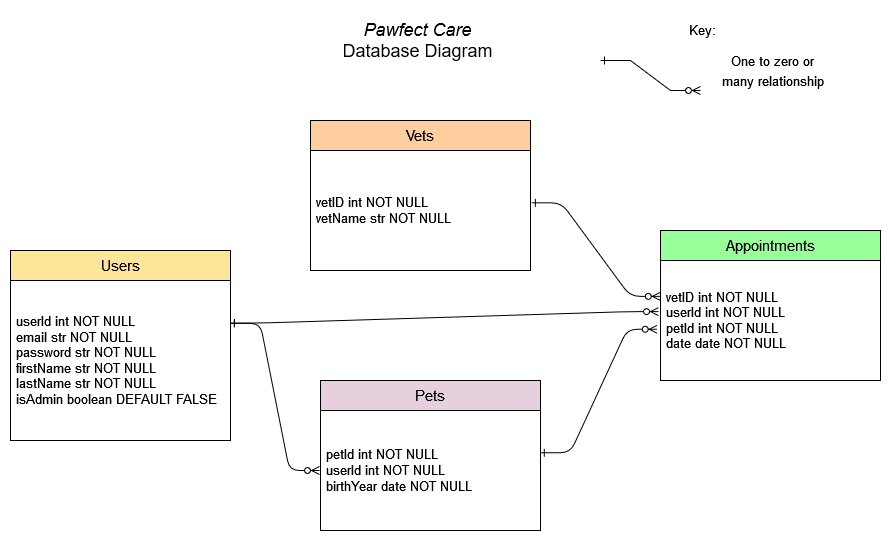 Pawfect Care
Database Diagram
Key:
One to zero or
many relationship
Vets
vetID int NOT NULL
vetName str NOT NULL
Users
userId int NOT NULL
email str NOT NULL
password str NOT NULL
firstName str NOT NULL
lastName str NOT NULL
isAdmin boolean DEFAULT FALSE
Appointments
vetID int NOT NULL
userId int NOT NULL
petId int NOT NULL
date date NOT NULL
Pets
petId int NOT NULL
userId int NOT NULL
birthYear date NOT NULL